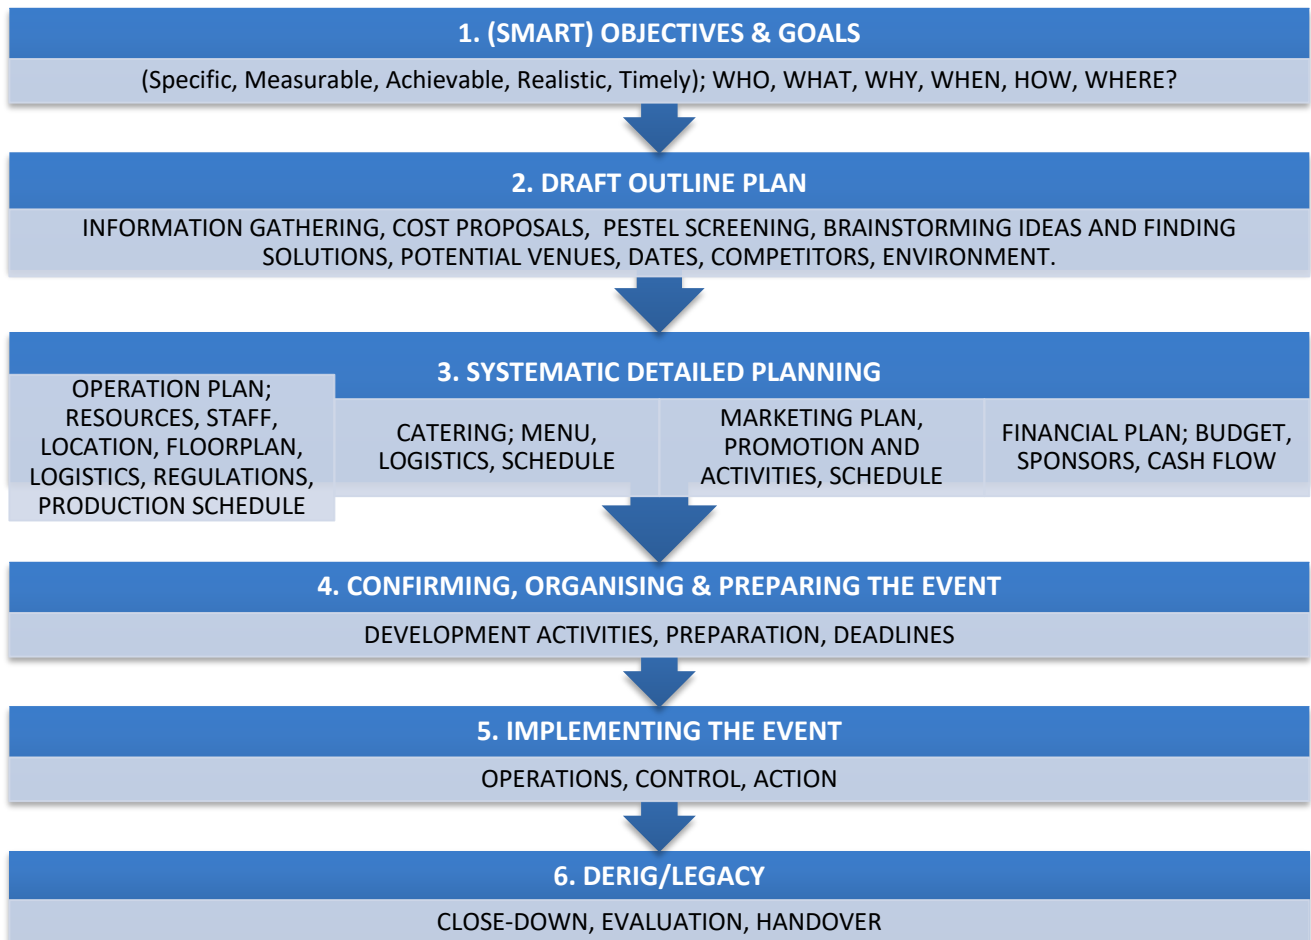 1. (SMART) OBJECTIVES & GOALS
(Specific, Measurable, Achievable, Realistic, Timely); WHO, WHAT, WHY, WHEN, HOW, WHERE?
2. DRAFT OUTLINE PLAN
INFORMATION GATHERING, COST PROPOSALS, PESTEL SCREENING, BRAINSTORMING IDEAS AND FINDING
SOLUTIONS, POTENTIAL VENUES, DATES, COMPETITORS, ENVIRONMENT.
3. SYSTEMATIC DETAILED PLANNING
OPERATION PLAN;
RESOURCES, STAFF,
LOCATION, FLOORPLAN,
LOGISTICS, REGULATIONS,
PRODUCTION SCHEDULE
CATERING; MENU,
LOGISTICS, SCHEDULE
MARKETING PLAN,
PROMOTION AND
ACTIVITIES, SCHEDULE
FINANCIAL PLAN; BUDGET,
SPONSORS, CASH FLOW
4. CONFIRMING, ORGANISING & PREPARING THE EVENT
DEVELOPMENT ACTIVITIES, PREPARATION, DEADLINES
5. IMPLEMENTING THE EVENT
OPERATIONS, CONTROL, ACTION
6. DERIG/LEGACY
CLOSE-DOWN, EVALUATION, HANDOVER